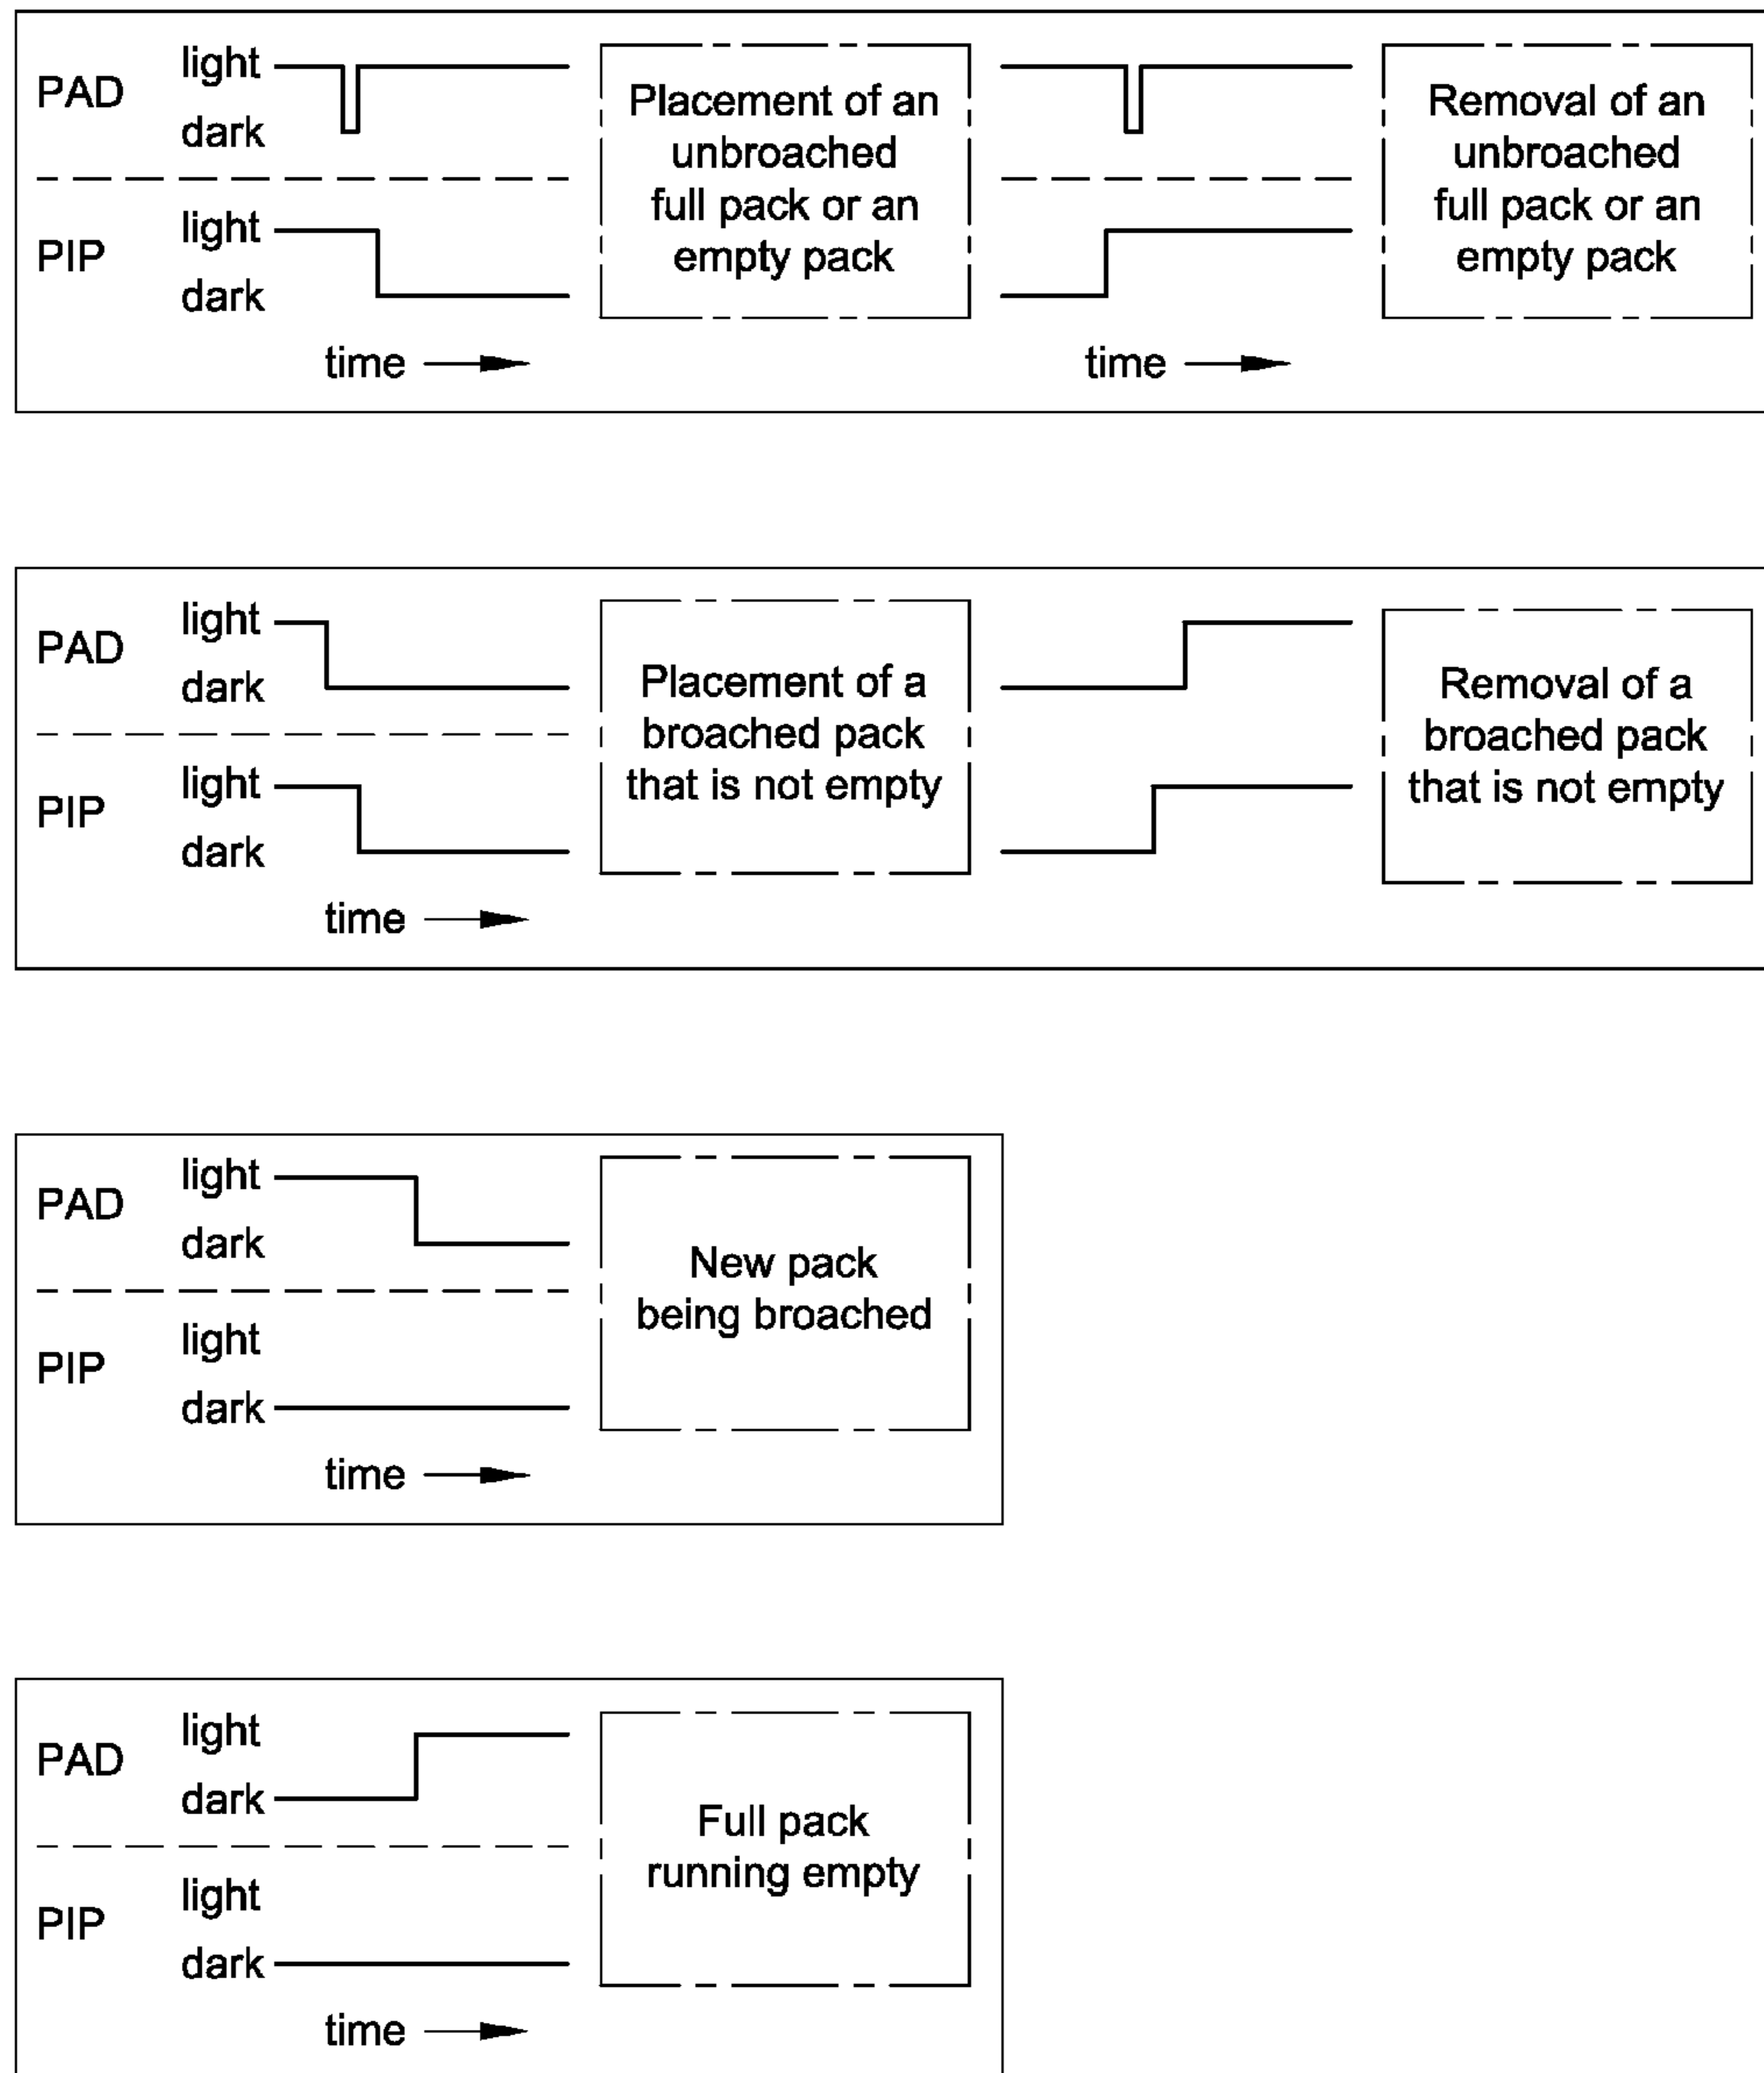 PAD
light
dark
PIP
light
dark
time
Placement of an
unbroached
full pack or an
empty pack
time
Removal of an
unbroached
full pack or an
empty pack
PAD
light
dark
PIP
light
dark
time
Placement of a
broached pack
that is not empty
Removal of a
broached pack
that is not empty
PAD
light
dark
PIP
light
dark
time
New pack
being broached
PAD
light
dark
PIP
light
dark
time
Full pack
running empty